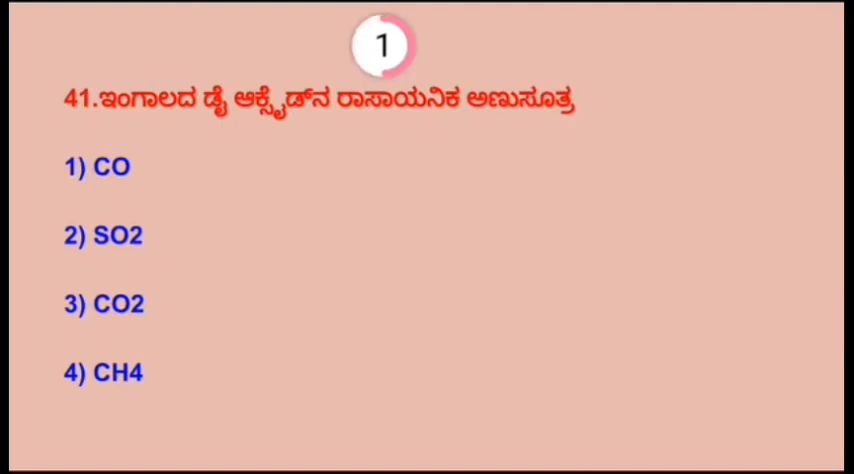 1
41.ಇಂಗಾಲದ ಡೈ ಆಕ್ಸೈಡ್‌ನ ರಾಸಾಯನಿಕ ಅಣುಸೂತ್ರ
1) CO
2) SO2
3) CO2
4) CH4